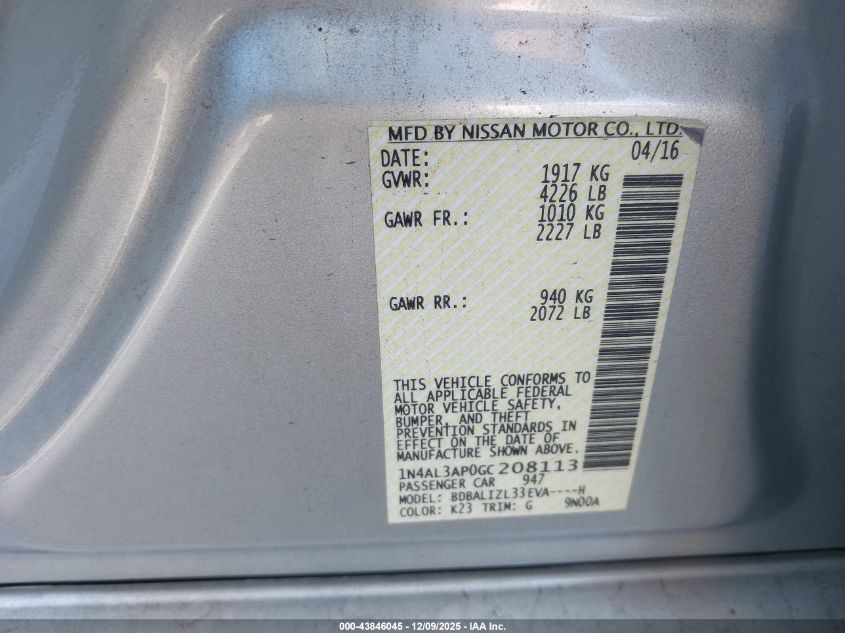 MFD BY NISSAN MOTOR CO., LTD.
DATE: 04/16
GVWR: 1917 KG
4226 LB
GAWR FR.: 1010 KG
2227 LB
GAWR RR.: 940 KG
2072 LB
THIS VEHICLE CONFORMS TO
ALL APPLICABLE FEDERAL
MOTOR VEHICLE SAFETY,
BUMPER, AND THEFT
PREVENTION STANDARDS IN
EFFECT ON THE DATE OF
MANUFACTURE SHOWN ABOVE.
1N4AL3AP0GC208113
PASSENGER CAR 947
MODEL: BDBALIZL33EVA----H
COLOR: K23 TRIM: G 9N00A
000-43846045 - 12/09/2025 - IAA Inc.